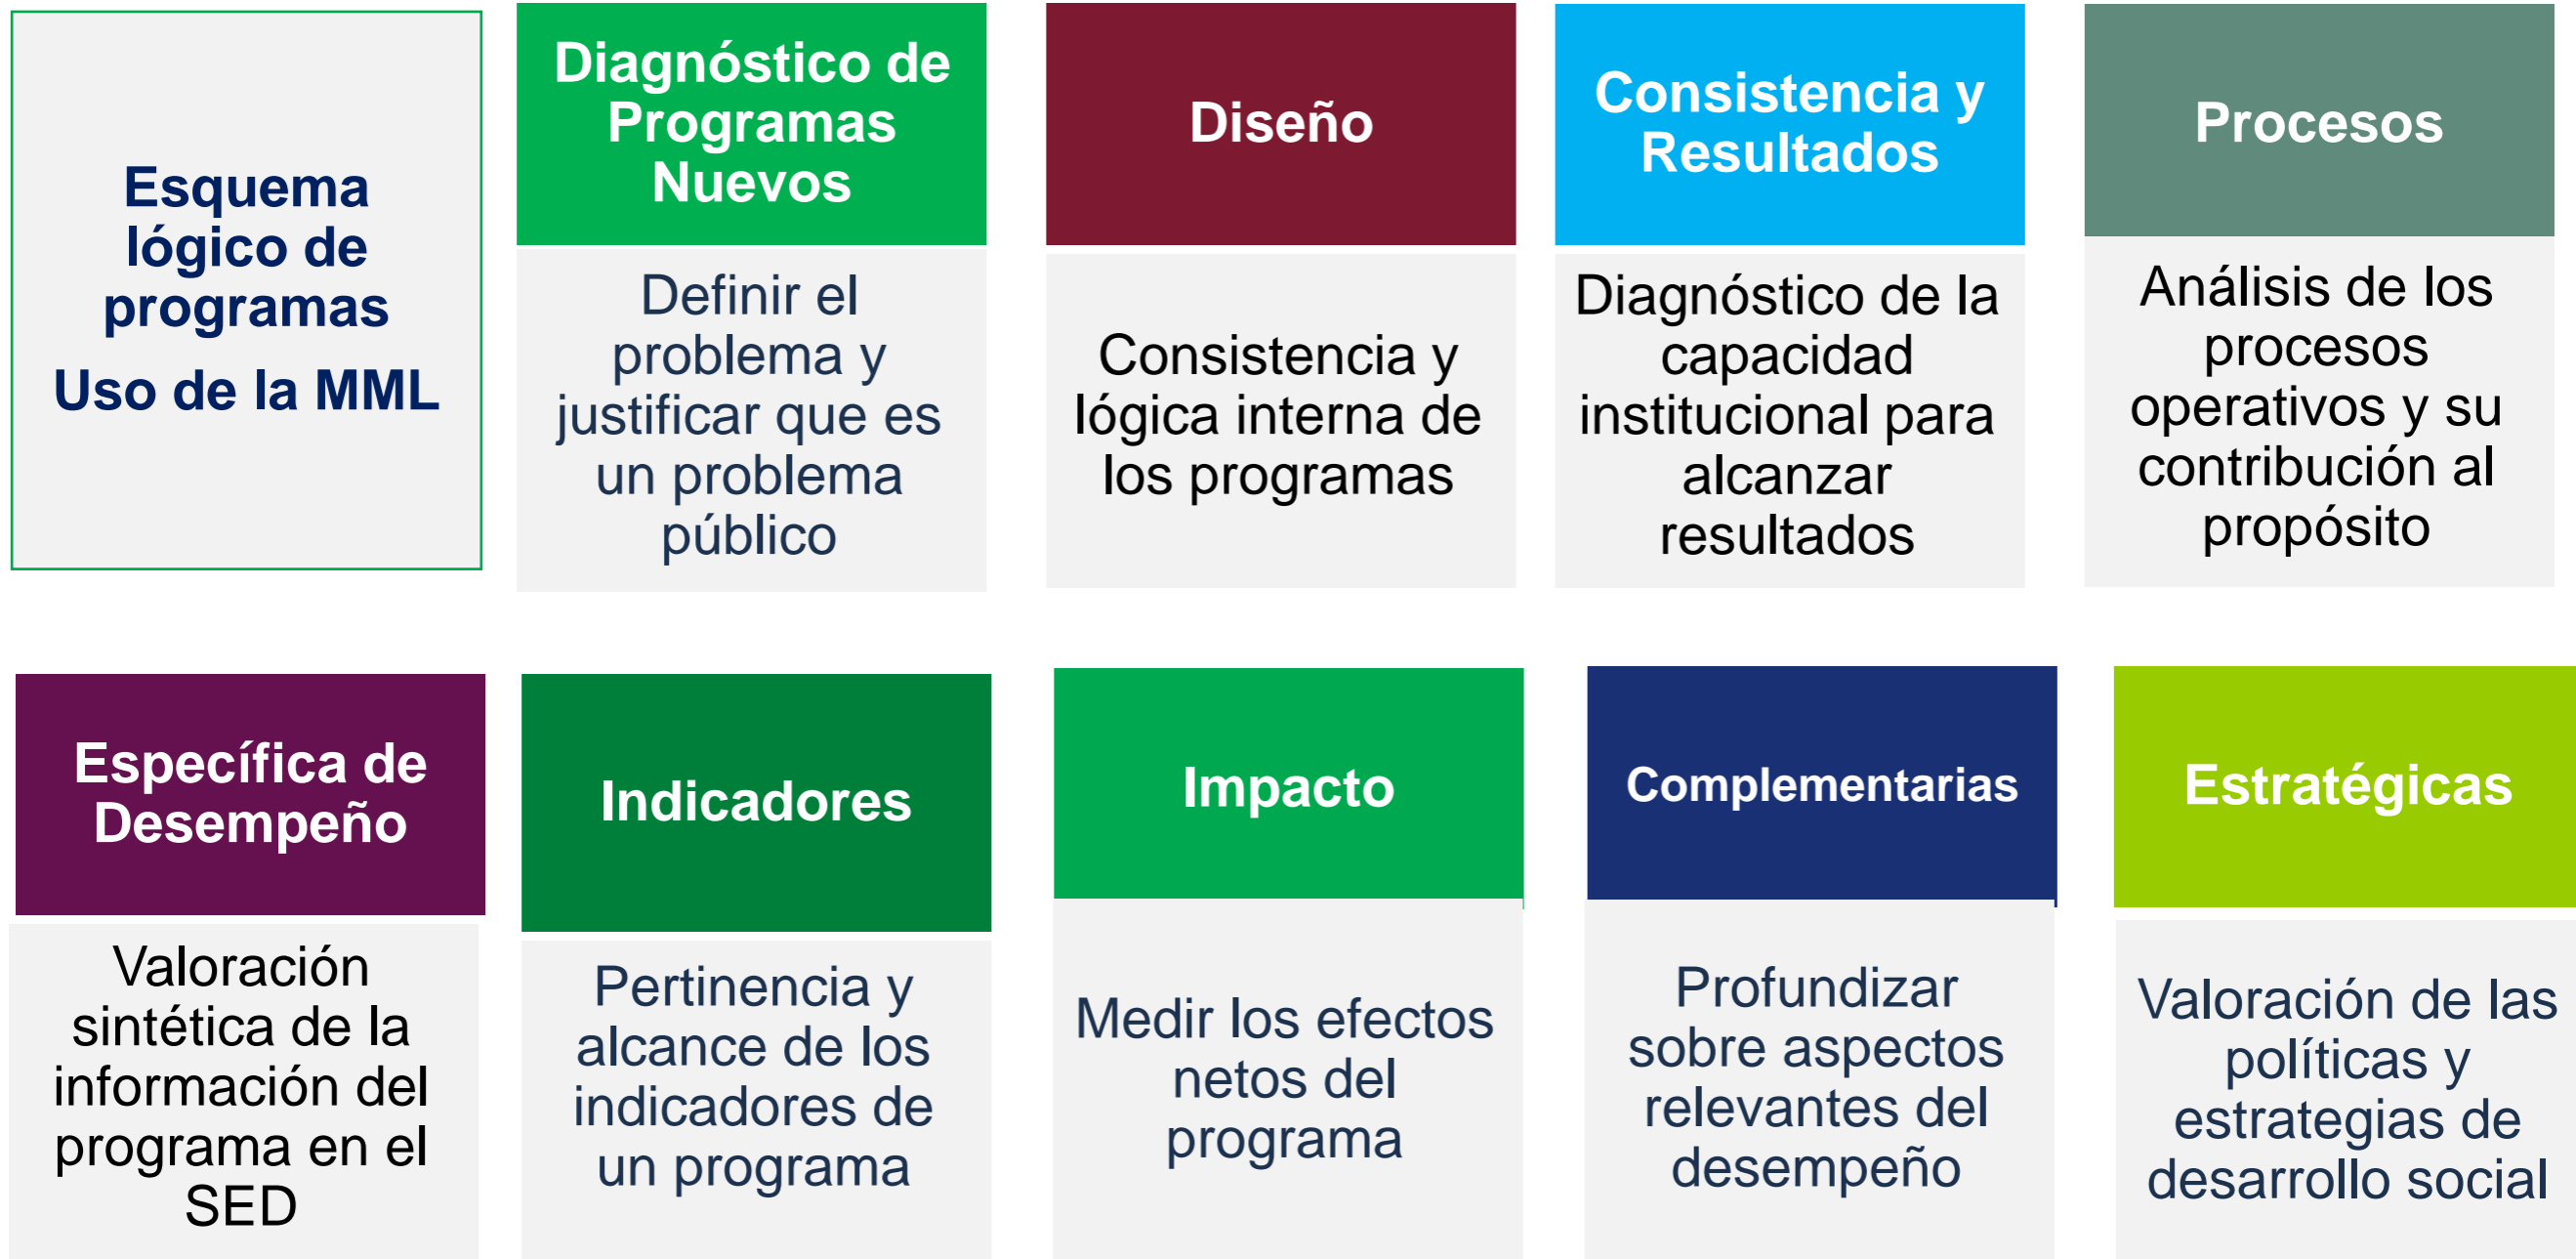 Esquema
lógico de
programas
Uso de la MML
Diagnóstico de
Programas
Nuevos
Definir el
problema y
justificar que es
un problema
público
Diseño
Consistencia y
lógica interna de
los programas
Consistencia y
Resultados
Diagnóstico de la
capacidad
institucional para
alcanzar
resultados
Procesos
Análisis de los
procesos
operativos y su
contribución al
propósito
Específica de
Desempeño
Valoración
sintética de la
información del
programa en el
SED
Indicadores
Pertinencia y
alcance de los
indicadores de
un programa
Impacto
Medir los efectos
netos del
programa
Complementarias
Profundizar
sobre aspectos
relevantes del
desempeño
Estratégicas
Valoración de las
políticas y
estrategias de
desarrollo social